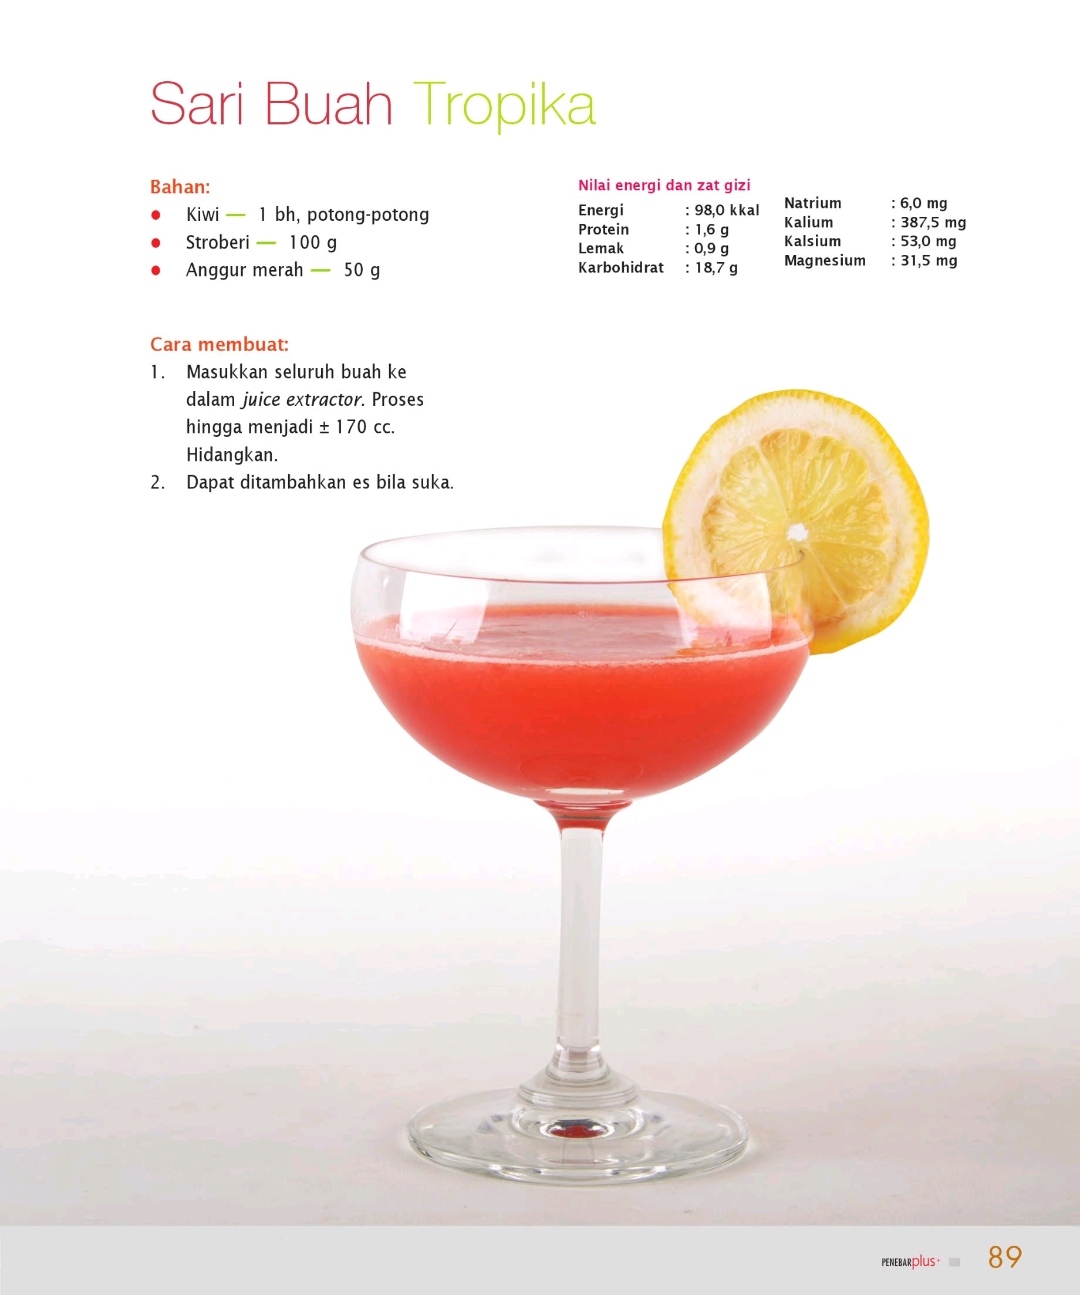 Sari Buah Tropika
Bahan:
● Kiwi — 1 bh, potong-potong
● Stroberi — 100 g
● Anggur merah — 50 g
Nilai energi dan zat gizi
Energi : 98,0 kkal
Protein : 1,6 g
Lemak : 0,9 g
Karbohidrat : 18,7 g
Natrium : 6,0 mg
Kalium : 387,5 mg
Kalsium : 53,0 mg
Magnesium : 31,5 mg
Cara membuat:
1. Masukkan seluruh buah ke
dalam juice extractor. Proses
hingga menjadi ± 170 cc.
Hidangkan.
2. Dapat ditambahkan es bila suka.
PENEBARplus+ 89